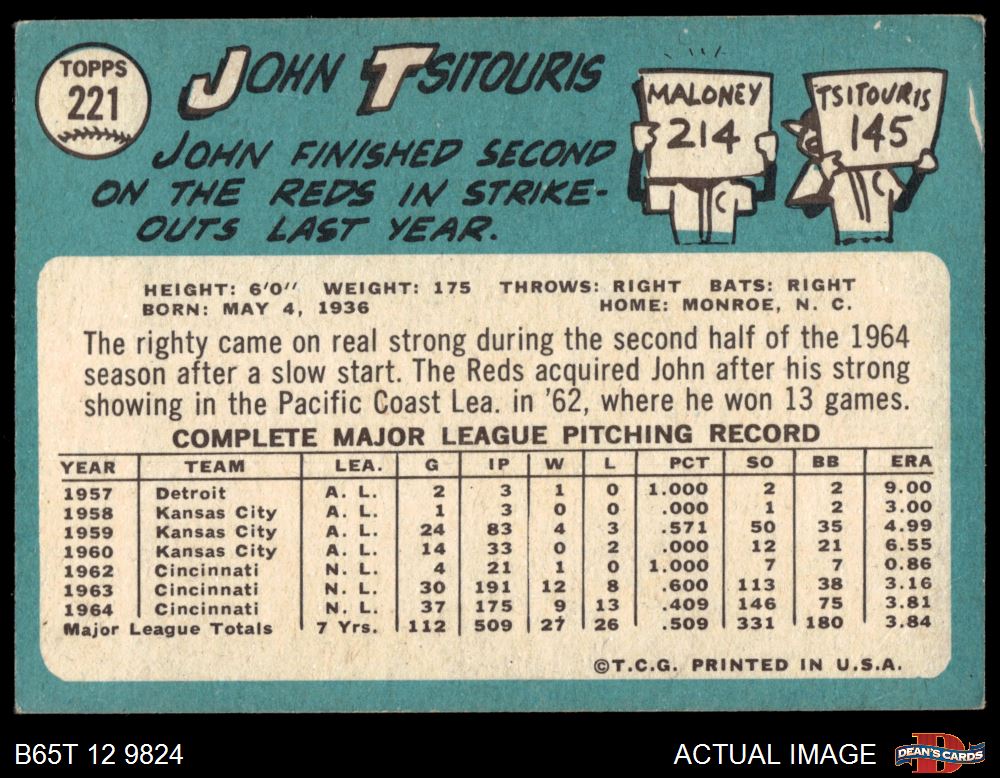 TOPPS
221
JOHN TSITOURIS
JOHN FINISHED SECOND
ON THE REDS IN STRIKE-
OUTS LAST YEAR.
MALONEY
214
TSITOURIS
145
C
C
HEIGHT: 6'0" WEIGHT: 175 THROWS: RIGHT BATS: RIGHT
BORN: MAY 4, 1936 HOME: MONROE, N. C.
The righty came on real strong during the second half of the 1964
season after a slow start. The Reds acquired John after his strong
showing in the Pacific Coast Lea. in '62, where he won 13 games.
COMPLETE MAJOR LEAGUE PITCHING RECORD
YEAR TEAM LEA. G IP W L PCT SO BB ERA
1957 Detroit A. L. 2 3 1 0 1.000 2 2 9.00
1958 Kansas City A. L. 1 3 0 0 .000 1 2 3.00
1959 Kansas City A. L. 24 83 4 3 .571 50 35 4.99
1960 Kansas City A. L. 14 33 0 2 .000 12 21 6.55
1962 Cincinnati N. L. 4 21 1 0 1.000 7 7 0.86
1963 Cincinnati N. L. 30 191 12 8 .600 113 38 3.16
1964 Cincinnati N. L. 37 175 9 13 .409 146 75 3.81
Major League Totals 7 Yrs. 112 509 27 26 .509 331 180 3.84
©T.C.G. PRINTED IN U.S.A.
B65T 12 9824
ACTUAL IMAGE
DEAN'S CARDS